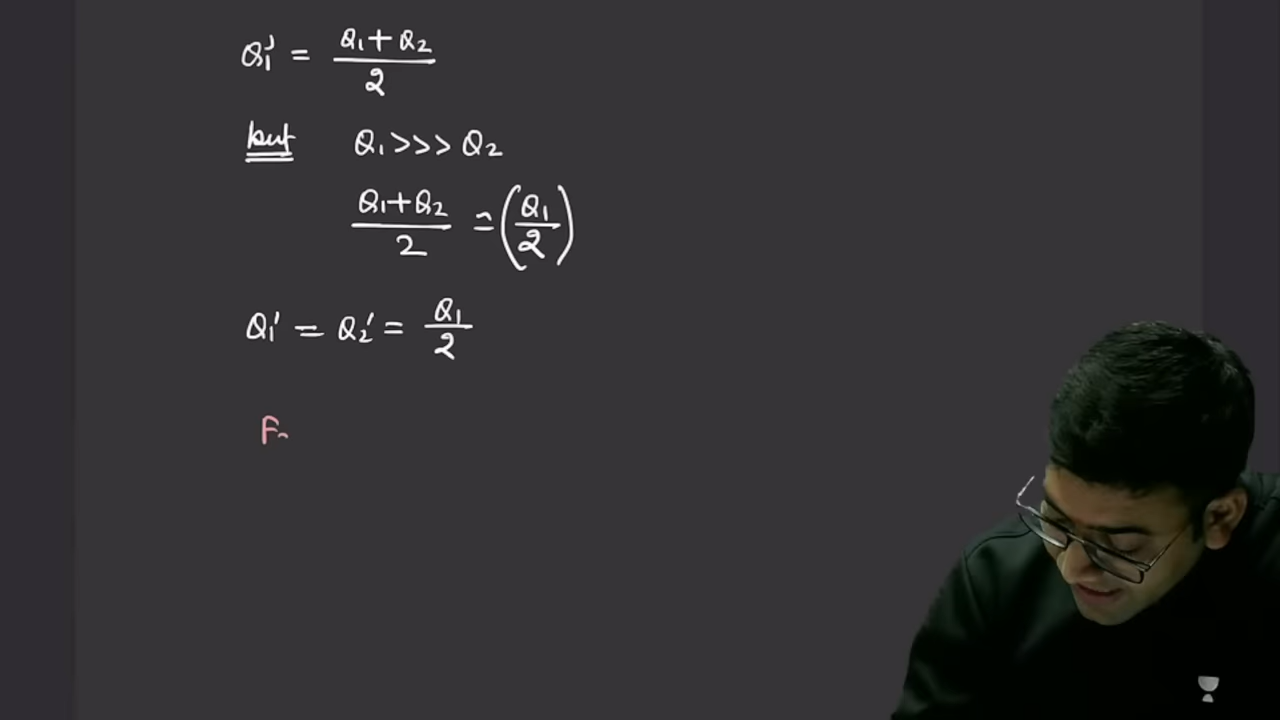 Q₁' = (Q₁+Q₂)/2
but Q₁>>> Q₂
(Q₁+Q₂)/2 ≃ (Q₁/2)
Q₁' = Q₂' = Q₁/2
F